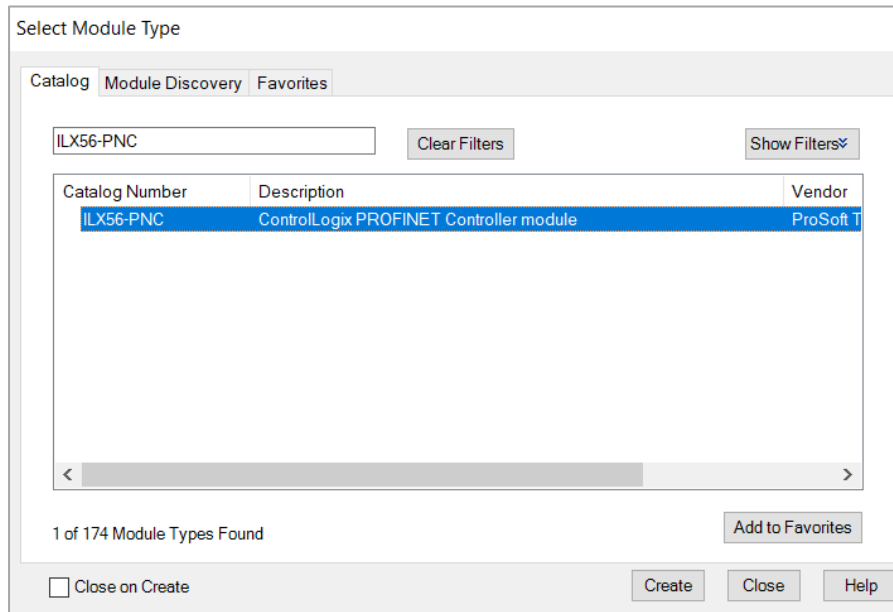 Select Module Type
Catalog Module Discovery Favorites
ILX56-PNC Clear Filters Show Filters
Catalog Number Description Vendor
ILX56-PNC ControlLogix PROFINET Controller module ProSoft T
1 of 174 Module Types Found Add to Favorites
Close on Create Create Close Help